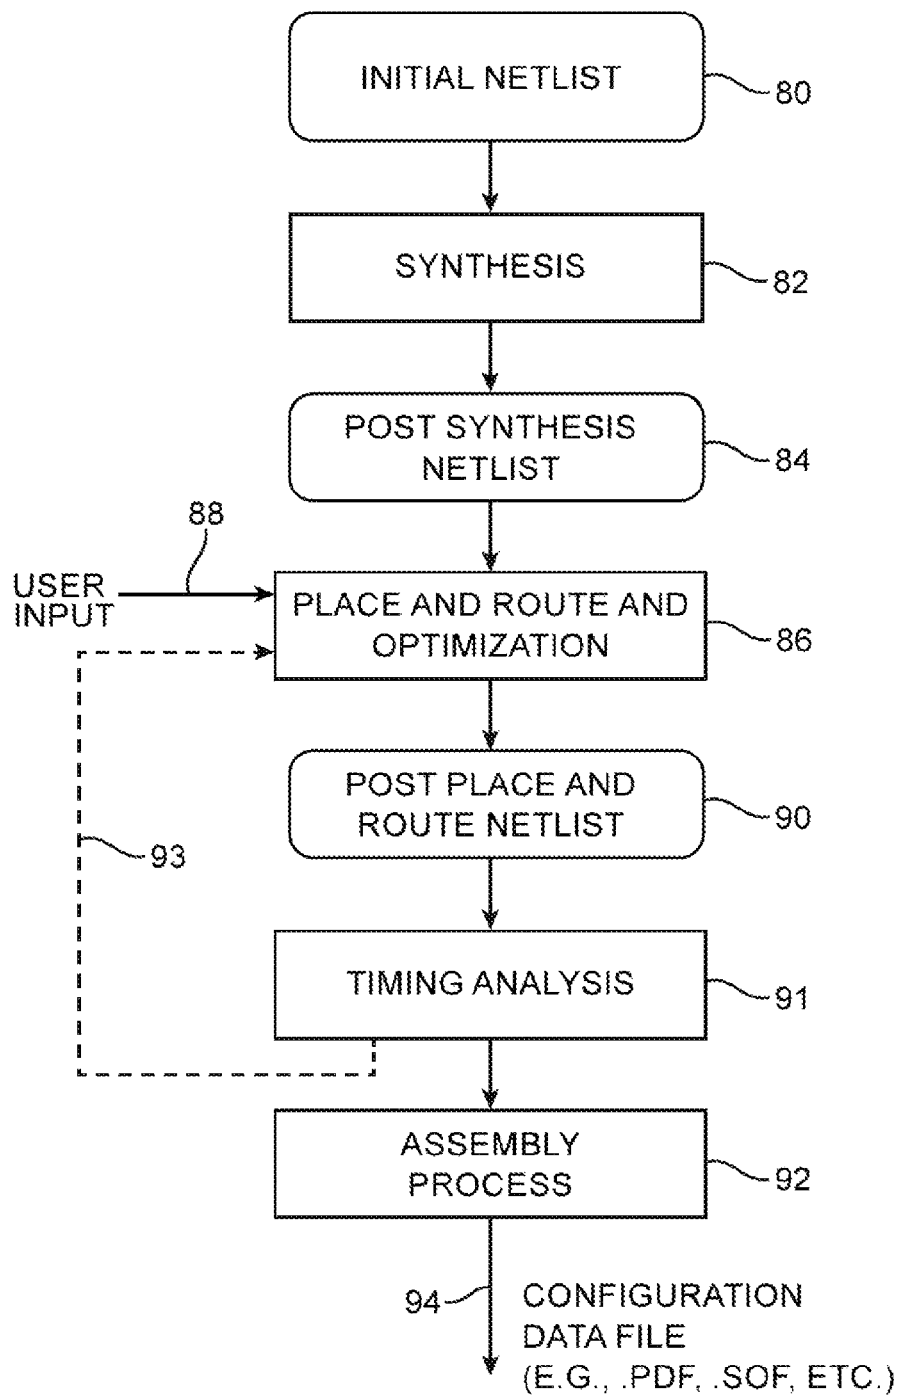 INITIAL NETLIST
80
SYNTHESIS
82
POST SYNTHESIS
NETLIST
84
88
USER
INPUT
PLACE AND ROUTE AND
OPTIMIZATION
86
POST PLACE AND
ROUTE NETLIST
90
93
TIMING ANALYSIS
91
ASSEMBLY
PROCESS
92
94
CONFIGURATION
DATA FILE
(E.G., .PDF, .SOF, ETC.)